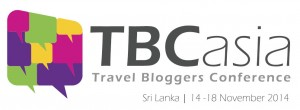 TBCasia
Travel Bloggers Conference
Sri Lanka | 14 -18 November 2014